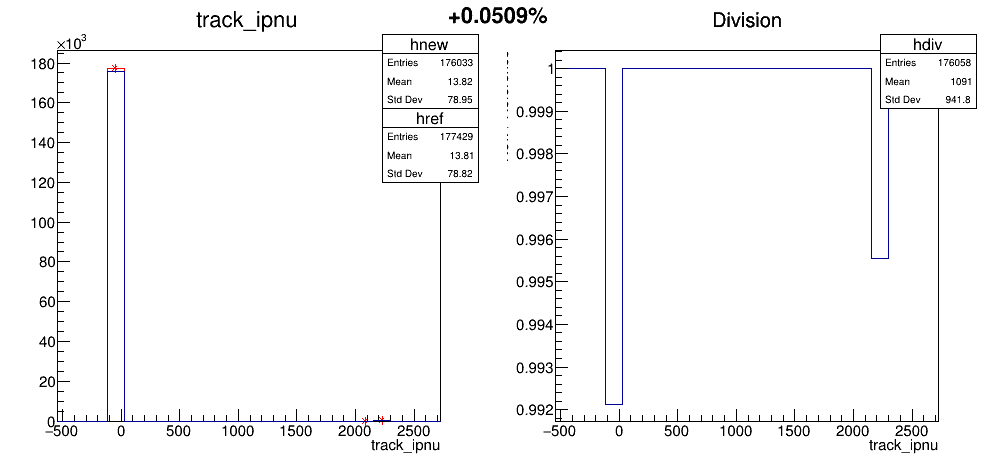 track_ipnu
+0.0509%
Division
×10³
180
160
140
120
100
80
60
40
20
0
−500
0
500
1000
1500
2000
2500
track_ipnu
hnew
Entries 176033
Mean 13.82
Std Dev 78.95
href
Entries 177429
Mean 13.81
Std Dev 78.82
1
0.999
0.998
0.997
0.996
0.995
0.994
0.993
0.992
−500
0
500
1000
1500
2000
2500
track_ipnu
hdiv
Entries 176058
Mean 1091
Std Dev 941.8